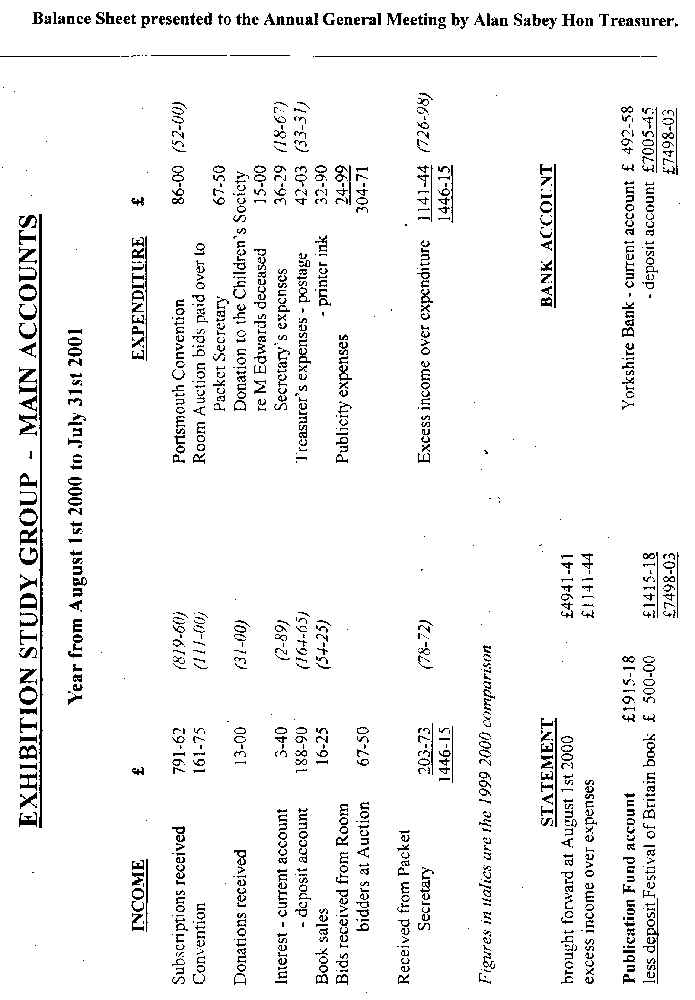 Balance Sheet presented to the Annual General Meeting by Alan Sabey Hon Treasurer.
EXHIBITION STUDY GROUP - MAIN ACCOUNTS
Year from August 1st 2000 to July 31st 2001
INCOME £
Subscriptions received 791-62 (819-60)
Convention 161-75 (111-00)
Donations received 13-00 (31-00)
Interest - current account 3-40 (2-89)
- deposit account 188-90 (164-65)
Book sales 16-25 (54-25)
Bids received from Room
bidders at Auction 67-50
Received from Packet
Secretary 203-73 (78-72)
1446-15
EXPENDITURE £
Portsmouth Convention 86-00 (52-00)
Room Auction bids paid over to
Packet Secretary 67-50
Donation to the Children's Society
re M Edwards deceased 15-00
Secretary's expenses 36-29 (18-67)
Treasurer's expenses - postage 42-03 (33-31)
- printer ink 32-90
Publicity expenses 24-99
304-71
Excess income over expenditure 1141-44 (726-98)
1446-15
Figures in italics are the 1999. 2000 comparison
STATEMENT
brought forward at August 1st 2000 £4941-41
excess income over expenses £1141-44
Publication Fund account £1915-18
less deposit Festival of Britain book £ 500-00 £1415-18
£7498-03
BANK ACCOUNT
Yorkshire Bank - current account £ 492-58
- deposit account £7005-45
£7498-03